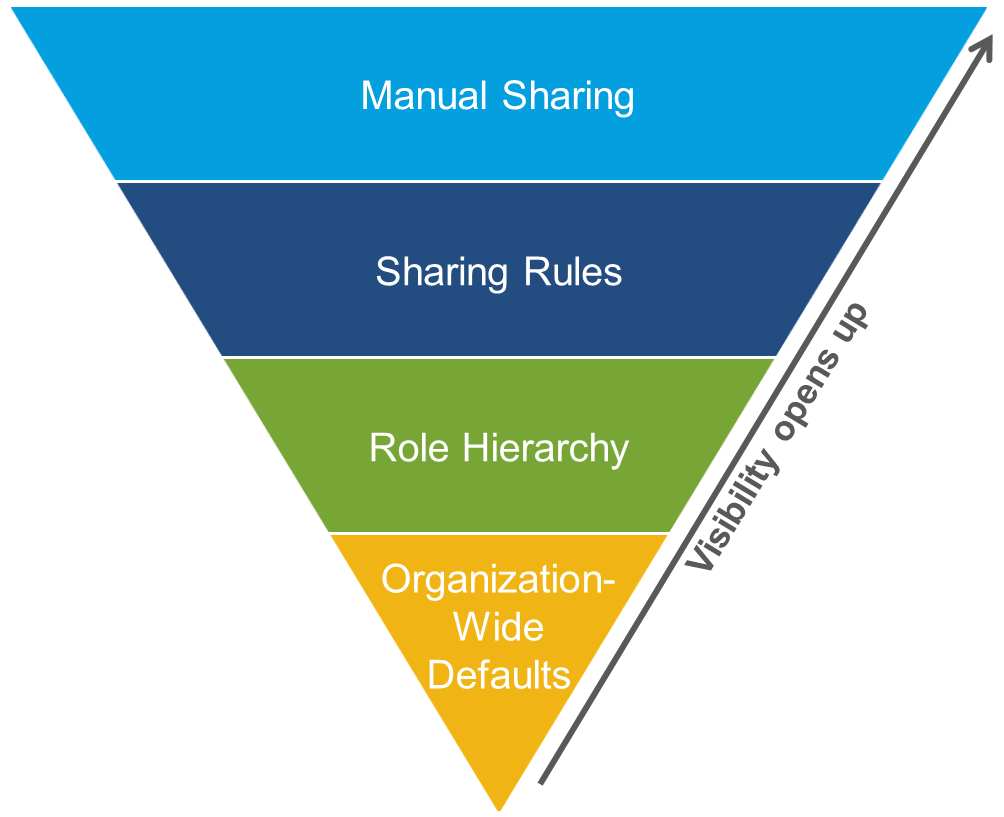 Manual Sharing
Sharing Rules
Role Hierarchy
Organization-
Wide
Defaults
Visibility opens up